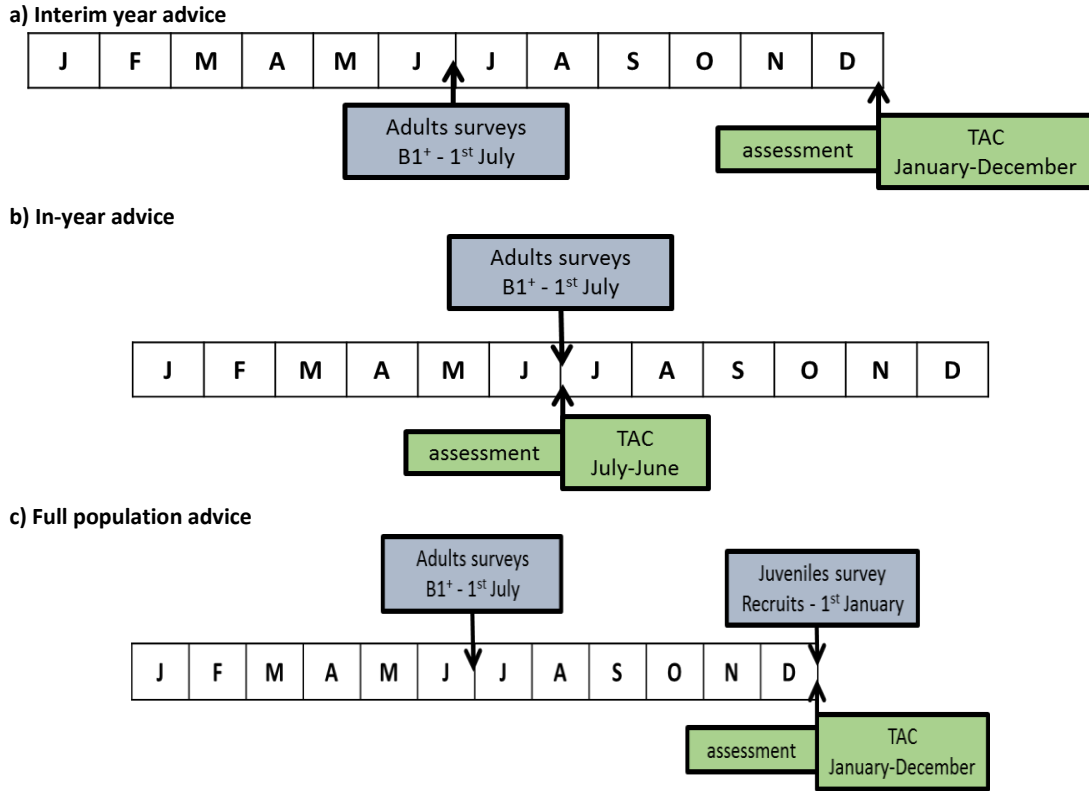 a) Interim year advice
J F M A M J J A S O N D
Adults surveys
B1⁺ - 1ˢᵗ July
assessment
TAC
January-December
b) In-year advice
Adults surveys
B1⁺ - 1ˢᵗ July
J F M A M J J A S O N D
assessment
TAC
July-June
c) Full population advice
Adults surveys
B1⁺ - 1ˢᵗ July
Juveniles survey
Recruits - 1ˢᵗ January
J F M A M J J A S O N D
assessment
TAC
January-December